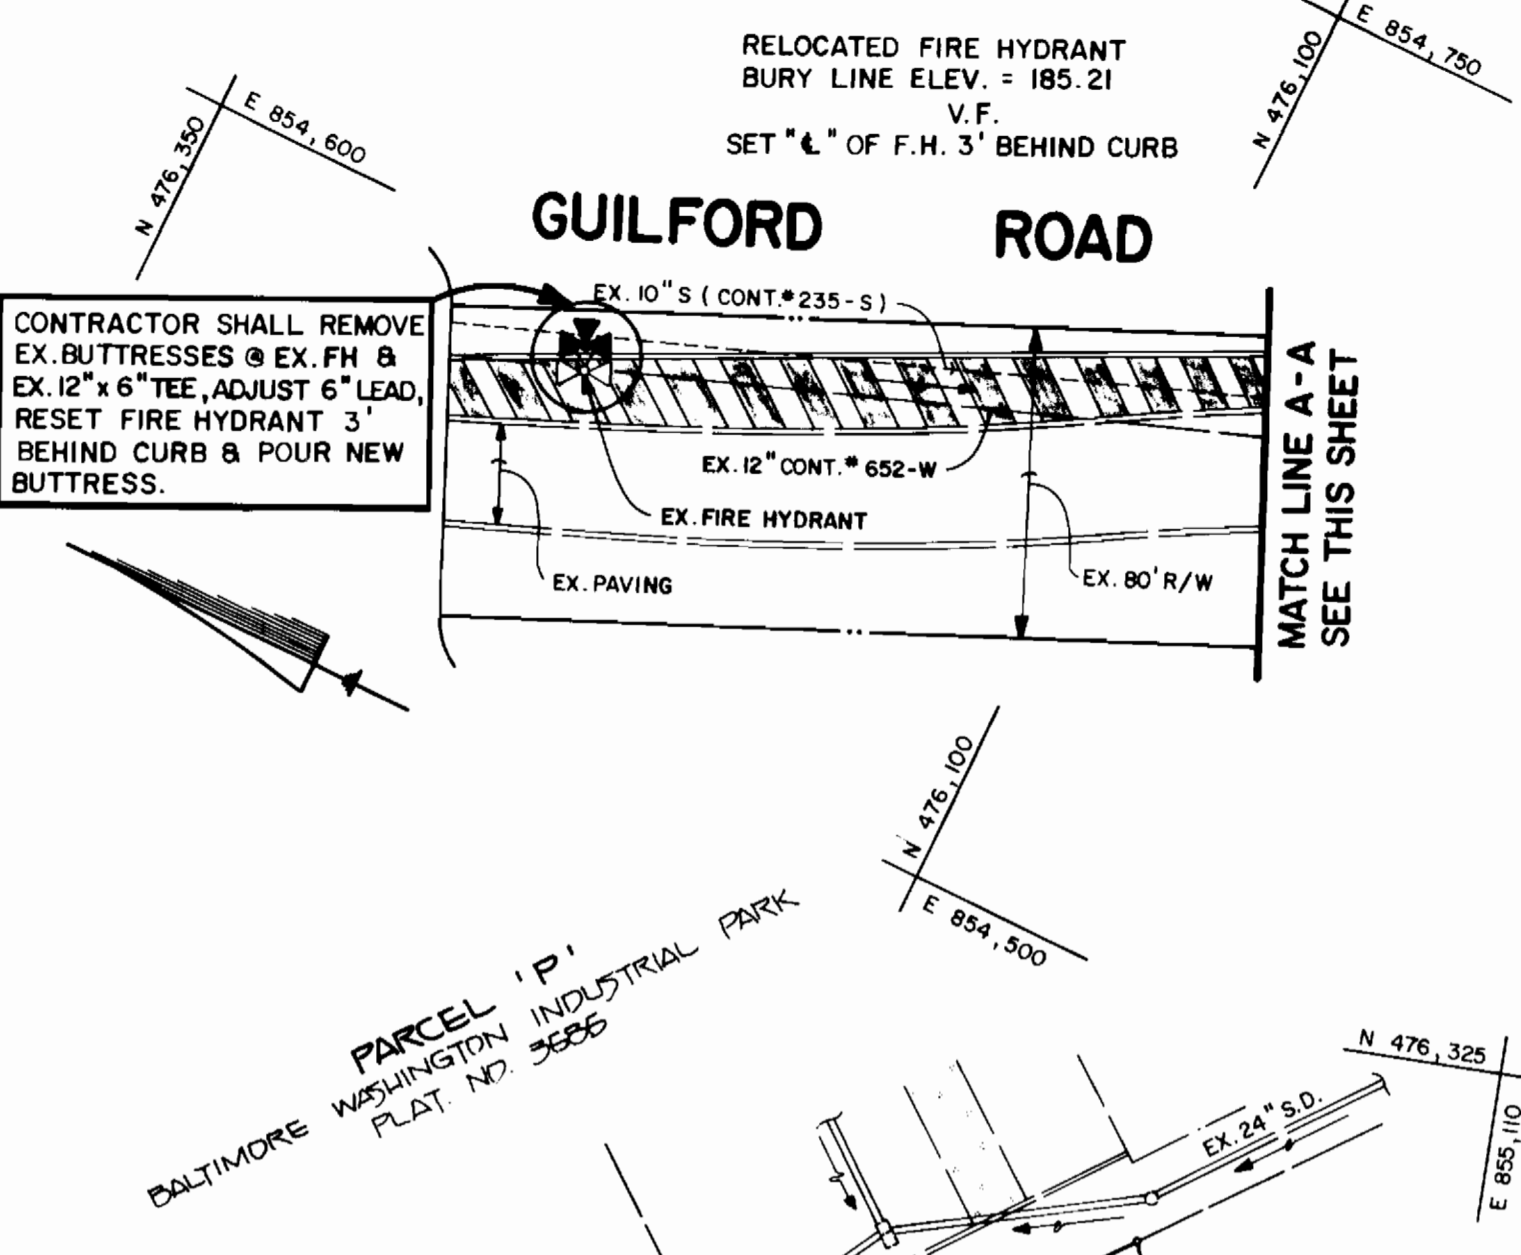 RELOCATED FIRE HYDRANT
BURY LINE ELEV. = 185.21
V.F.
SET "℄" OF F.H. 3' BEHIND CURB
E 854,750
N 476,100
E 854,600
N 476,350
GUILFORD ROAD
EX. 10" S (CONT.#235-S)
CONTRACTOR SHALL REMOVE
EX. BUTTRESSES @ EX. FH &
EX. 12" x 6" TEE, ADJUST 6" LEAD,
RESET FIRE HYDRANT 3'
BEHIND CURB & POUR NEW
BUTTRESS.
EX. 12" CONT.# 652-W
EX. FIRE HYDRANT
EX. PAVING
EX. 80' R/W
MATCH LINE A-A
SEE THIS SHEET
N 476,100
E 854,500
PARCEL 'P'
BALTIMORE WASHINGTON INDUSTRIAL PARK
PLAT. NO.
N 476,325
E 855,110
EX. 24" S.D.